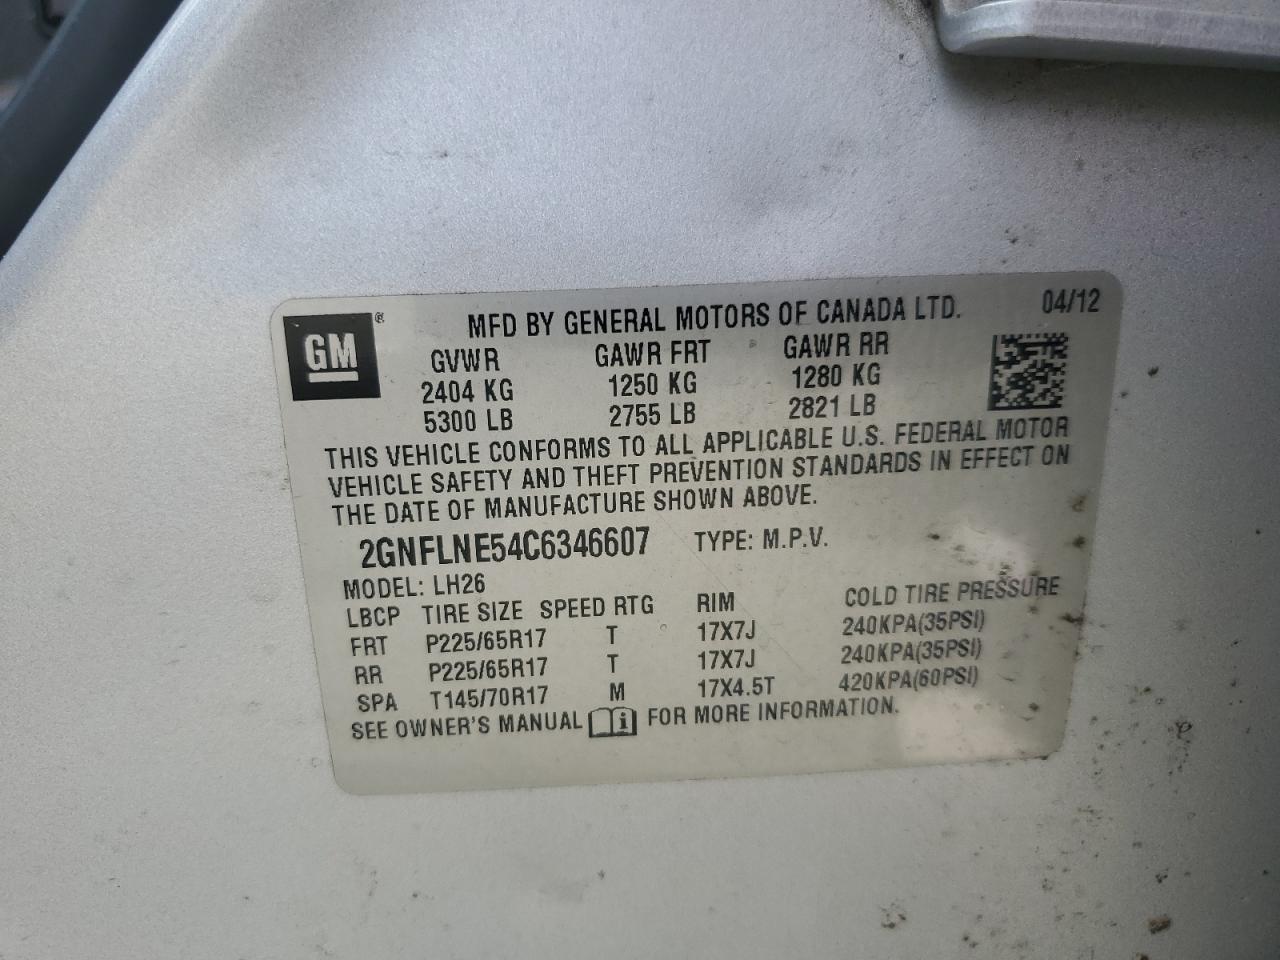 GM® MFD BY GENERAL MOTORS OF CANADA LTD. 04/12
GVWR GAWR FRT GAWR RR
2404 KG 1250 KG 1280 KG
5300 LB 2755 LB 2821 LB
THIS VEHICLE CONFORMS TO ALL APPLICABLE U.S. FEDERAL MOTOR
VEHICLE SAFETY AND THEFT PREVENTION STANDARDS IN EFFECT ON
THE DATE OF MANUFACTURE SHOWN ABOVE.
2GNFLNE54C6346607 TYPE: M.P.V.
MODEL: LH26
LBCP TIRE SIZE SPEED RTG RIM COLD TIRE PRESSURE
FRT P225/65R17 T 17X7J 240KPA(35PSI)
RR P225/65R17 T 17X7J 240KPA(35PSI)
SPA T145/70R17 M 17X4.5T 420KPA(60PSI)
SEE OWNER'S MANUAL i FOR MORE INFORMATION.